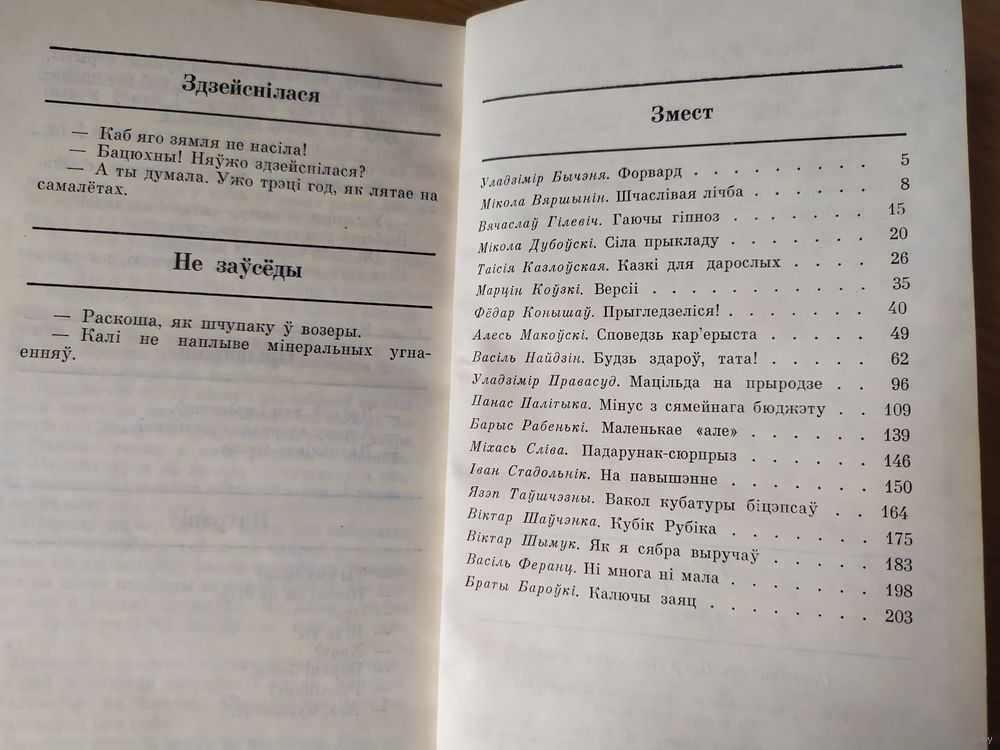 Здзейснілася
— Каб яго зямля не насіла!
— Бацюхны! Няўжо здзейснілася?
— А ты думала. Ужо трэці год, як лятае на
самалётах.
Не заўсёды
— Раскоша, як шчупаку ў возеры.
— Калі не наплыве мінеральных угна-
енняў.
Змест
Уладзімір Бычэня. Форвард . . . . . . . . 5
Мікола Вяршынін. Шчаслівая лічба . . . . . 8
Вячаслаў Гілевіч. Гаючы гіпноз . . . . . . 15
Мікола Дубоўскі. Сіла прыкладу . . . . . . 20
Таісія Казлоўская. Казкі для дарослых . . . . 26
Марцін Коўзкі. Версіі . . . . . . . . . 35
Фёдар Конышаў. Прыгледзеліся! . . . . . . 40
Алесь Макоўскі. Споведзь кар'ерыста . . . . . 49
Васіль Найдзін. Будзь здароў, тата! . . . . . 62
Уладзімір Правасуд. Мацільда на прыродзе . . 96
Панас Палітыка. Мінус з сямейнага бюджэту . . 109
Барыс Рабенькі. Маленькае «але» . . . . . . 139
Міхась Сліва. Падарунак-сюрпрыз . . . . . . 146
Іван Стадольнік. На павышэнне . . . . . . 150
Язэп Таўшчэзны. Вакол кубатуры біцэпсаў . . 164
Віктар Шаўчэнка. Кубік Рубіка . . . . . . 175
Віктар Шымук. Як я сябра выручаў . . . . . 183
Васіль Феранц. Ні многа ні мала . . . . . . 198
Браты Бароўкі. Калючы заяц . . . . . . . 203